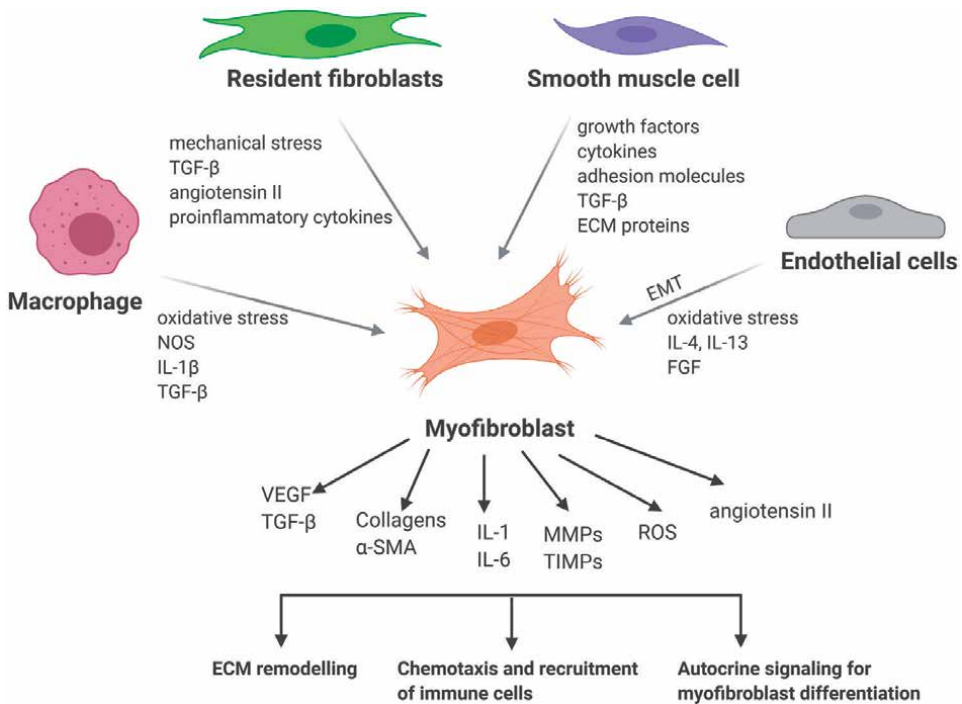 Resident fibroblasts
Smooth muscle cell
mechanical stress
TGF-β
angiotensin II
proinflammatory cytokines
growth factors
cytokines
adhesion molecules
TGF-β
ECM proteins
Macrophage
Endothelial cells
EMT
oxidative stress
NOS
IL-1β
TGF-β
oxidative stress
IL-4, IL-13
FGF
Myofibroblast
VEGF
TGF-β
Collagens
α-SMA
IL-1
IL-6
MMPs
TIMPs
ROS
angiotensin II
ECM remodelling
Chemotaxis and recruitment
of immune cells
Autocrine signaling for
myofibroblast differentiation